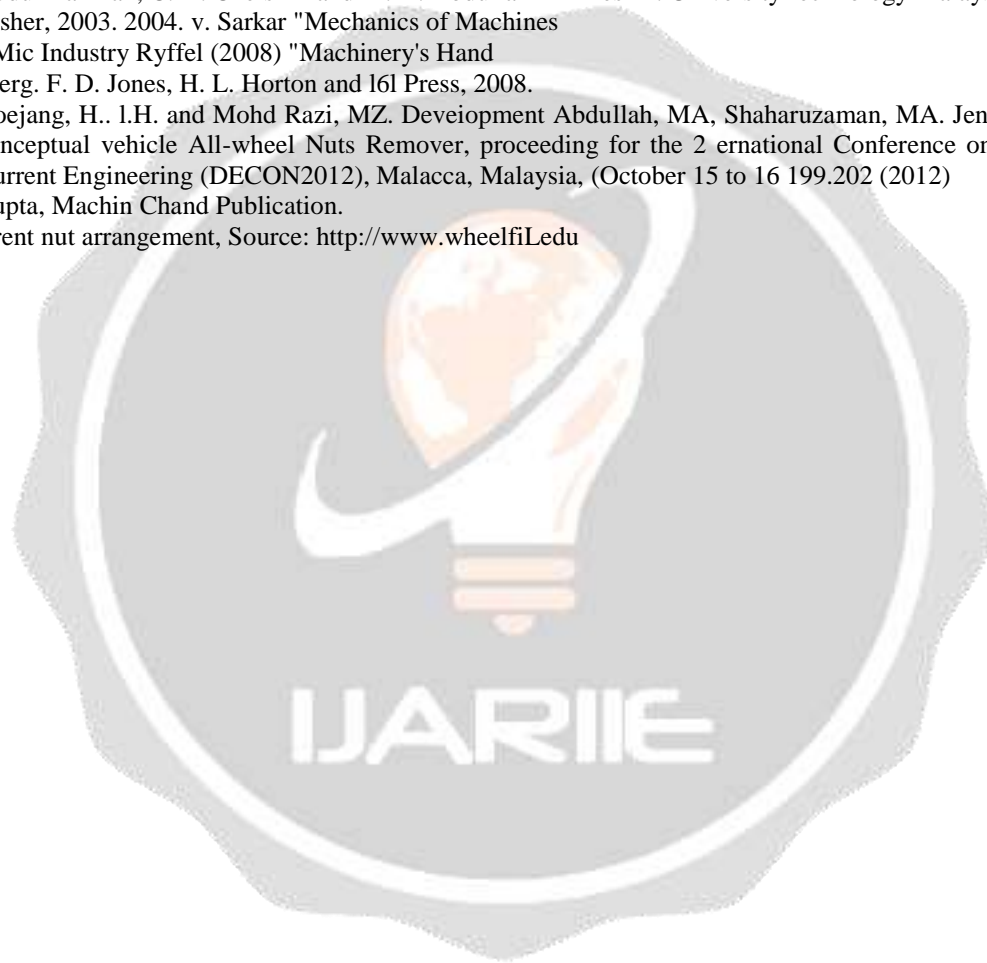 University Technology
sher, 2003. 2004. v. Sarkar "Mechanics of Machines
Mic Industry Ryffel (2008) "Machinery's Hand
erg. F. D. Jones, H. L. Horton and l6l Press, 2008.
oejang, H.. l.H. and Mohd Razi, MZ. Deveiopment Abdullah, MA, Shaharuzaman, MA. Jen
nceptual vehicle All-wheel Nuts Remover, proceeding for the 2 ernational Conference or
urrent Engineering (DECON2012), Malacca, Malaysia, (October 15 to 16 199.202 (2012)
upta, Machin Chand Publication.
rent nut arrangement, Source: http://www.wheelfiLedu
IJARIIE